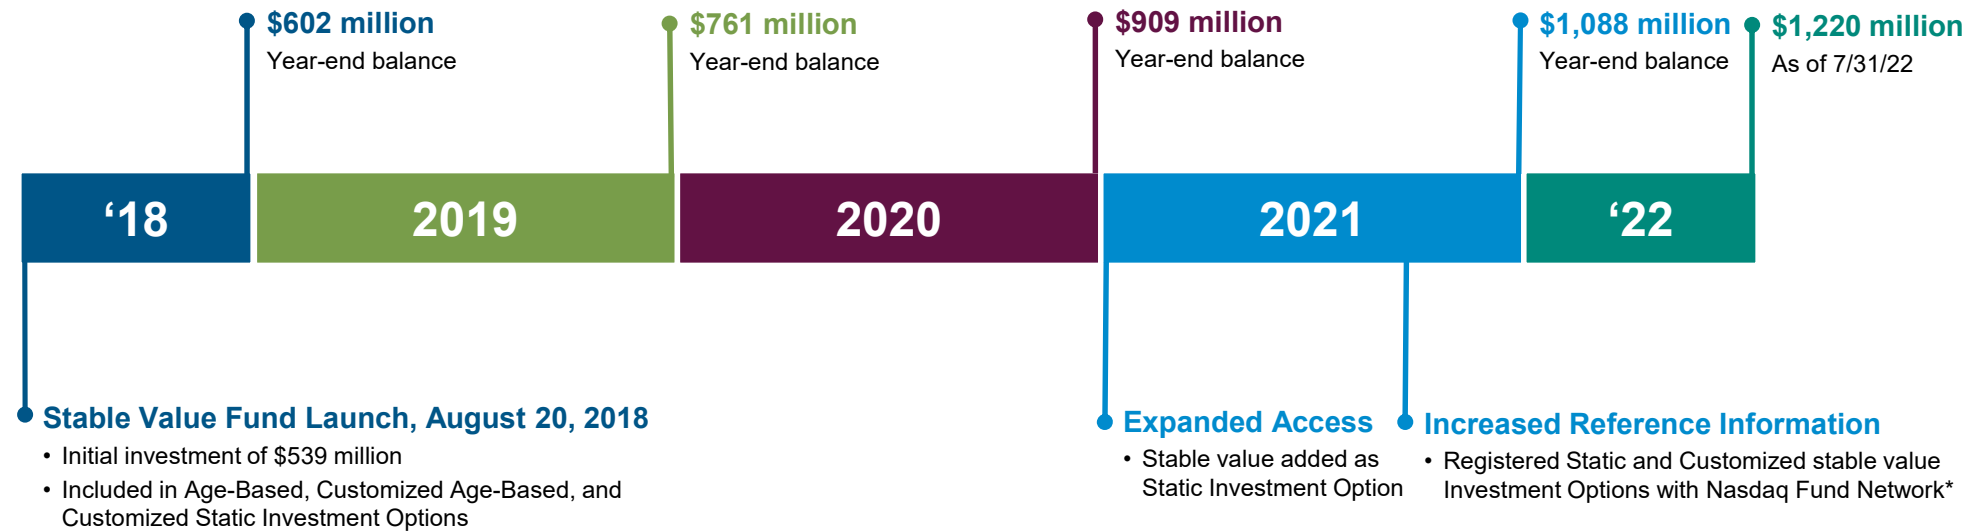 $602 million
Year-end balance
$761 million
Year-end balance
$909 million
Year-end balance
$1,088 million
Year-end balance
$1,220 million
As of 7/31/22
‘18
2019
2020
2021
‘22
Stable Value Fund Launch, August 20, 2018
• Initial investment of $539 million
• Included in Age-Based, Customized Age-Based, and
Customized Static Investment Options
Expanded Access
• Stable value added as
Static Investment Option
Increased Reference Information
• Registered Static and Customized stable value
Investment Options with Nasdaq Fund Network*